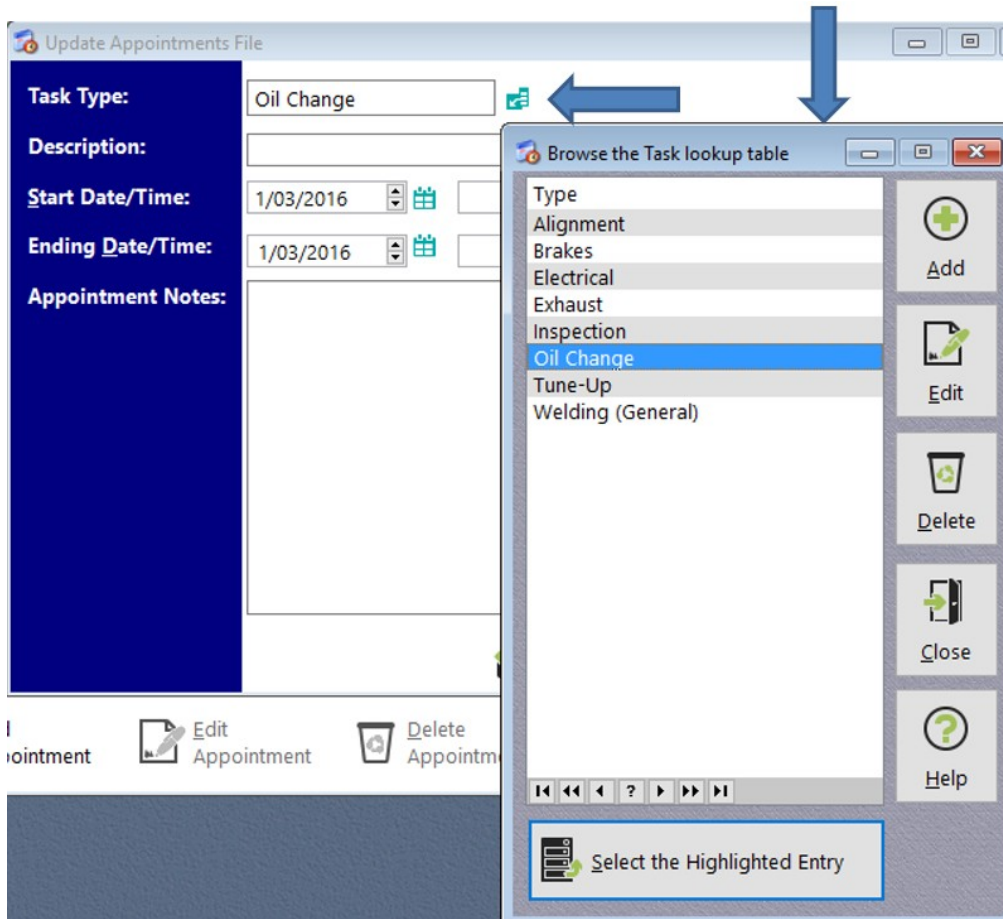 Update Appointments File
Task Type:
Oil Change
Description:
Start Date/Time:
1/03/2016
Ending Date/Time:
1/03/2016
Appointment Notes:
Edit
Appointment
Delete
Browse the Task lookup table
Type
Alignment
Brakes
Electrical
Exhaust
Inspection
Oil Change
Tune-Up
Welding (General)
?
Select the Highlighted Entry
Add
Edit
Delete
Close
?
Help